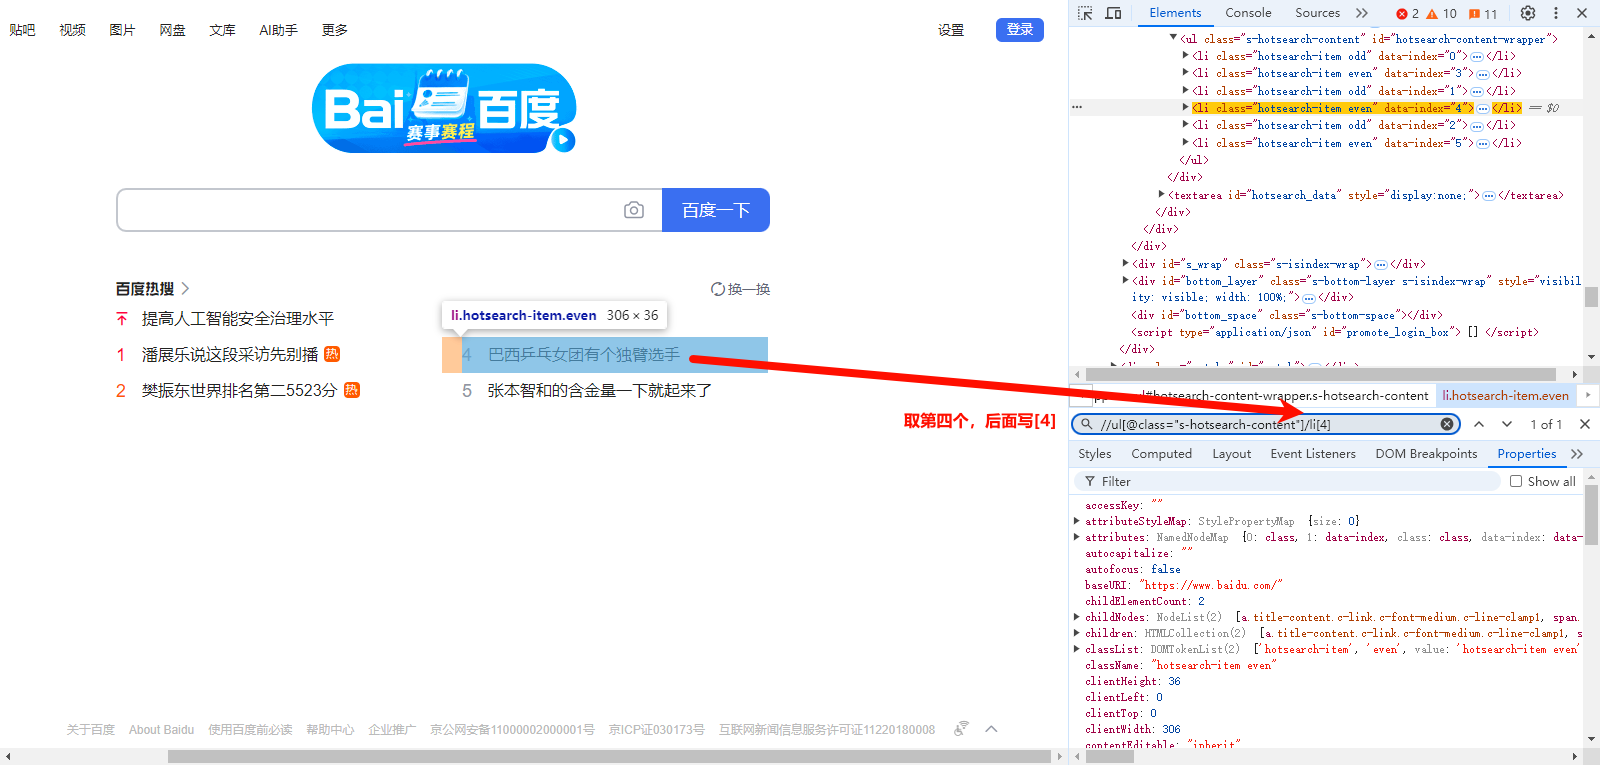 贴吧 视频 图片 网盘 文库 AI助手 更多 设置 登录
Bai 百度
赛事赛程
百度一下
百度热搜 换一换
提高人工智能安全治理水平
li.hotsearch-item.even 306 × 36
1 潘展乐说这段采访先别播 热
4 巴西乒乓女团有个独臂选手
2 樊振东世界排名第二5523分 热
5 张本智和的含金量一下就起来了
取第四个，后面写[4]
关于百度 About Baidu 使用百度前必读 帮助中心 企业推广 京公网安备11000002000001号 京ICP证030173号 互联网新闻信息服务许可证11220180008
Elements Console Sources 2 10 11
<ul class="s-hotsearch-content" id="hotsearch-content-wrapper">
<li class="hotsearch-item odd" data-index="0">…</li>
<li class="hotsearch-item even" data-index="3">…</li>
<li class="hotsearch-item odd" data-index="1">…</li>
… <li class="hotsearch-item even" data-index="4">…</li> == $0
<li class="hotsearch-item odd" data-index="2">…</li>
<li class="hotsearch-item even" data-index="5">…</li>
</ul>
</div>
<textarea id="hotsearch_data" style="display:none;">…</textarea>
</div>
</div>
</div>
<div id="s_wrap" class="s-isindex-wrap">…</div>
<div id="bottom_layer" class="s-bottom-layer s-isindex-wrap" style="visibil
ity: visible; width: 100%;">…</div>
<div id="bottom_space" class="s-bottom-space"></div>
<script type="application/json" id="promote_login_box"> [] </script>
</div>
ul#hotsearch-content-wrapper.s-hotsearch-content li.hotsearch-item.even
//ul[@class="s-hotsearch-content"]/li[4] 1 of 1
Styles Computed Layout Event Listeners DOM Breakpoints Properties
Filter Show all
accessKey: ""
attributeStyleMap: StylePropertyMap {size: 0}
attributes: NamedNodeMap {0: class, 1: data-index, class: class, data-index: data-
autocapitalize: ""
autofocus: false
baseURI: "https://www.baidu.com/"
childElementCount: 2
childNodes: NodeList(2) [a.title-content.c-link.c-font-medium.c-line-clamp1, span.
children: HTMLCollection(2) [a.title-content.c-link.c-font-medium.c-line-clamp1, s
classList: DOMTokenList(2) ['hotsearch-item', 'even', value: 'hotsearch-item even'
className: "hotsearch-item even"
clientHeight: 36
clientLeft: 0
clientTop: 0
clientWidth: 306
contentEditable: "inherit"